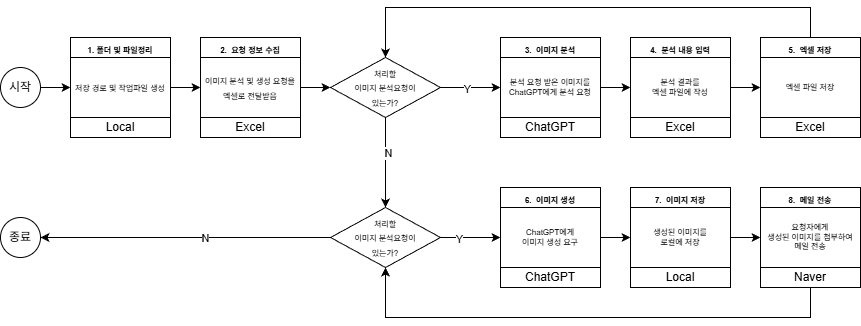 시작
1. 폴더 및 파일정리
저장 경로 및 작업파일 생성
Local
2. 요청 정보 수집
이미지 분석 및 생성 요청을
엑셀로 전달받음
Excel
처리할
이미지 분석요청이
있는가?
Y
3. 이미지 분석
분석 요청 받은 이미지를
ChatGPT에게 분석 요청
ChatGPT
4. 분석 내용 입력
분석 결과를
엑셀 파일에 작성
Excel
5. 엑셀 저장
엑셀 파일 저장
Excel
N
종료
N
처리할
이미지 분석요청이
있는가?
Y
6. 이미지 생성
ChatGPT에게
이미지 생성 요구
ChatGPT
7. 이미지 저장
생성된 이미지를
로컬에 저장
Local
8. 메일 전송
요청자에게
생성된 이미지를 첨부하여
메일 전송
Naver